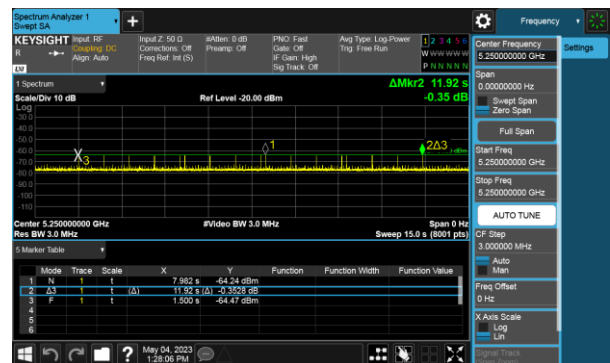 Spectrum Analyzer 1
Swept SA
Frequency
KEYSIGHT
Input: RF
Input Z: 50 Ω
#Atten: 0 dB
PNO: Fast
Avg Type: Log-Power
1 2 3 4 5 6
R
Coupling: DC
Corrections: Off
Preamp: Off
Gate: Off
Trig: Free Run
W W W W W W
Align: Auto
Freq Ref: Int (S)
IF Gain: High
P N N N N N
Sig Track: Off
LXI
1 Spectrum
ΔMkr2 11.92 s
Scale/Div 10 dB
Ref Level -20.00 dBm
-0.35 dB
Log
-30.0
-40.0
-50.0
-60.0
-70.0
-80.0
-90.0
-100
-110
X3
1
2Δ3
Center 5.250000000 GHz
#Video BW 3.0 MHz
Span 0 Hz
Res BW 3.0 MHz
Sweep 15.0 s (8001 pts)
5 Marker Table
Mode Trace Scale X Y Function Function Width Function Value
1 N 1 t 7.982 s -64.24 dBm
2 Δ3 1 t (Δ) 11.92 s (Δ) -0.3528 dB
3 F 1 t 1.500 s -64.47 dBm
4
5
6
May 04, 2023
1:28:06 PM
Center Frequency
5.250000000 GHz
Settings
Span
0.00000000 Hz
Swept Span
Zero Span
Full Span
Start Freq
5.250000000 GHz
Stop Freq
5.250000000 GHz
AUTO TUNE
CF Step
3.000000 MHz
Auto
Man
Freq Offset
0 Hz
X Axis Scale
Log
Lin
Signal Track